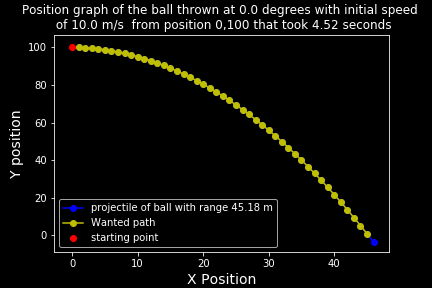 Position graph of the ball thrown at 0.0 degrees with initial speed
of 10.0 m/s from position 0,100 that took 4.52 seconds
Y position
100
80
60
40
20
0
projectile of ball with range 45.18 m
Wanted path
starting point
0
10
20
30
40
X Position